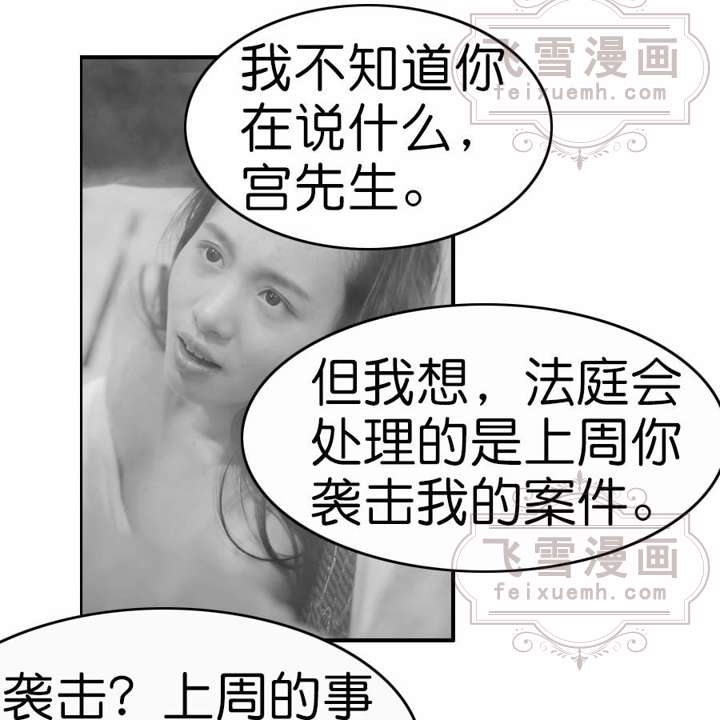 飞雪漫画
feixuemh.com
我不知道你
在说什么，
宫先生。
但我想，法庭会
处理的是上周你
袭击我的案件。
飞雪漫画
feixuemh.com
袭击？上周的事